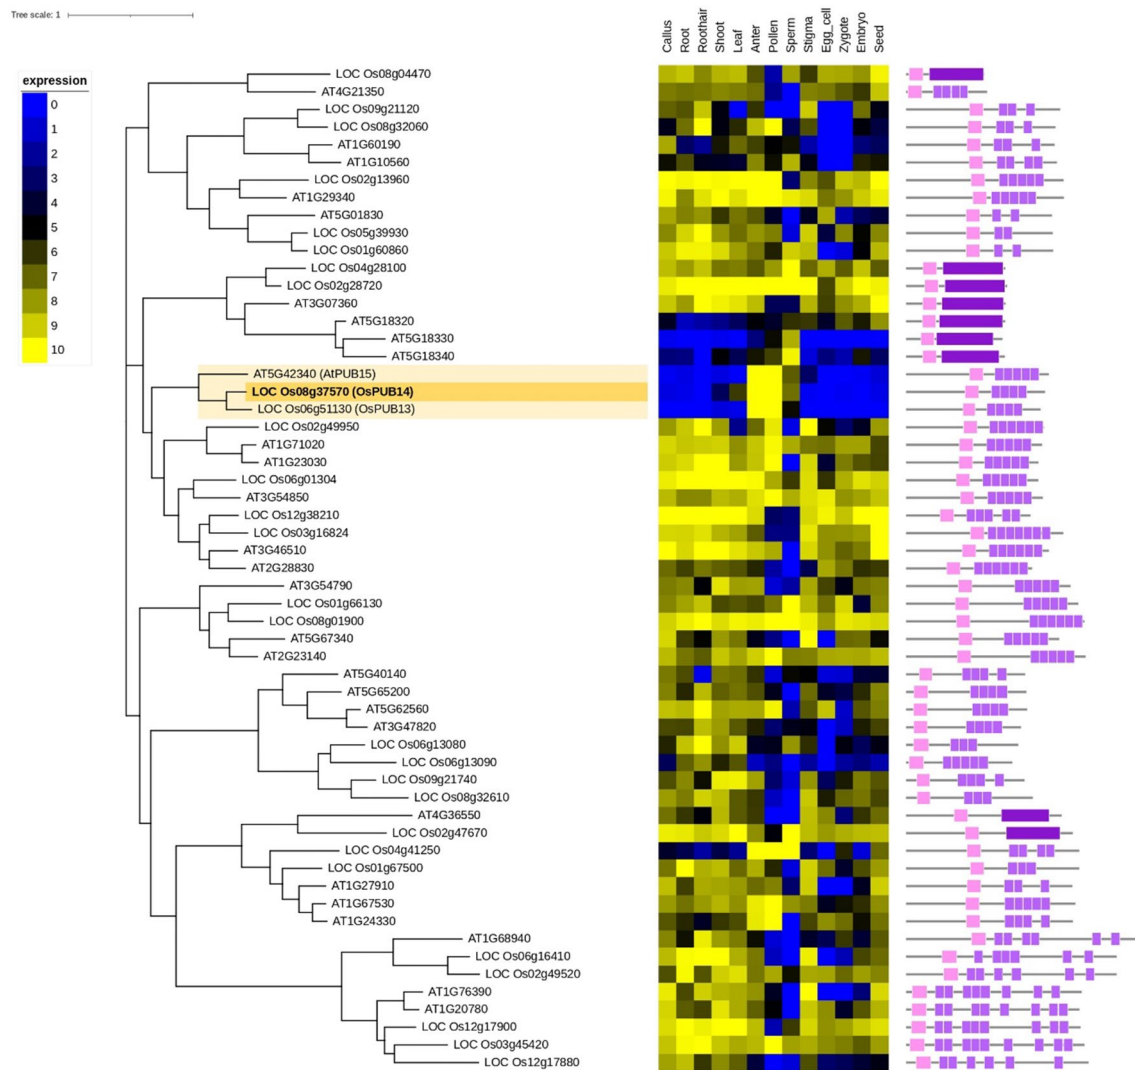 Tree scale: 1
Callus
Root
Roothair
Shoot
Leaf
Anter
Pollen
Sperm
Stigma
Egg_cell
Zygote
Embryo
Seed
expression
0
1
2
3
4
5
6
7
8
9
10
LOC Os08g04470
AT4G21350
LOC Os09g21120
LOC Os08g32060
AT1G60190
AT1G10560
LOC Os02g13960
AT1G29340
AT5G01830
LOC Os05g39930
LOC Os01g60860
LOC Os04g28100
LOC Os02g28720
AT3G07360
AT5G18320
AT5G18330
AT5G18340
AT5G42340 (AtPUB15)
LOC Os08g37570 (OsPUB14)
LOC Os06g51130 (OsPUB13)
LOC Os02g49950
AT1G71020
AT1G23030
LOC Os06g01304
AT3G54850
LOC Os12g38210
LOC Os03g16824
AT3G46510
AT2G28830
AT3G54790
LOC Os01g66130
LOC Os08g01900
AT5G67340
AT2G23140
AT5G40140
AT5G65200
AT5G62560
AT3G47820
LOC Os06g13080
LOC Os06g13090
LOC Os09g21740
LOC Os08g32610
AT4G36550
LOC Os02g47670
LOC Os04g41250
LOC Os01g67500
AT1G27910
AT1G67530
AT1G24330
AT1G68940
LOC Os06g16410
LOC Os02g49520
AT1G76390
AT1G20780
LOC Os12g17900
LOC Os03g45420
LOC Os12g17880